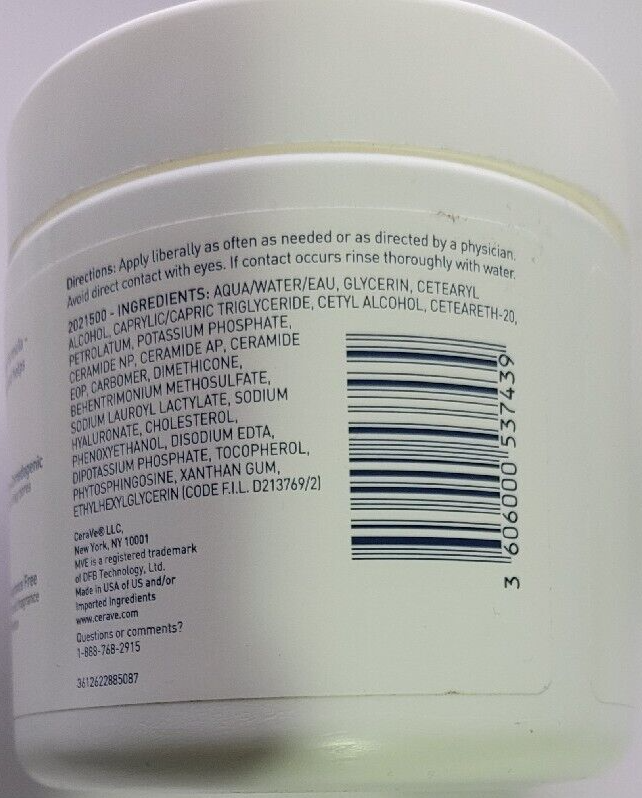 Directions: Apply liberally as often as needed or as directed by a physician.
Avoid direct contact with eyes. If contact occurs rinse thoroughly with water.
2021500 - INGREDIENTS: AQUA/WATER/EAU, GLYCERIN, CETEARYL
ALCOHOL, CAPRYLIC/CAPRIC TRIGLYCERIDE, CETYL ALCOHOL, CETEARETH-20,
PETROLATUM, POTASSIUM PHOSPHATE,
CERAMIDE NP, CERAMIDE AP, CERAMIDE
EOP, CARBOMER, DIMETHICONE,
BEHENTRIMONIUM METHOSULFATE,
SODIUM LAUROYL LACTYLATE, SODIUM
HYALURONATE, CHOLESTEROL,
PHENOXYETHANOL, DISODIUM EDTA,
DIPOTASSIUM PHOSPHATE, TOCOPHEROL,
PHYTOSPHINGOSINE, XANTHAN GUM,
ETHYLHEXYLGLYCERIN (CODE F.I.L. D213769/2)
CeraVe® LLC,
New York, NY 10001
MVE is a registered trademark
of DFB Technology, Ltd.
Made in USA of US and/or
Imported Ingredients
www.cerave.com
Questions or comments?
1-888-768-2915
3612622885087
3 606000 537439